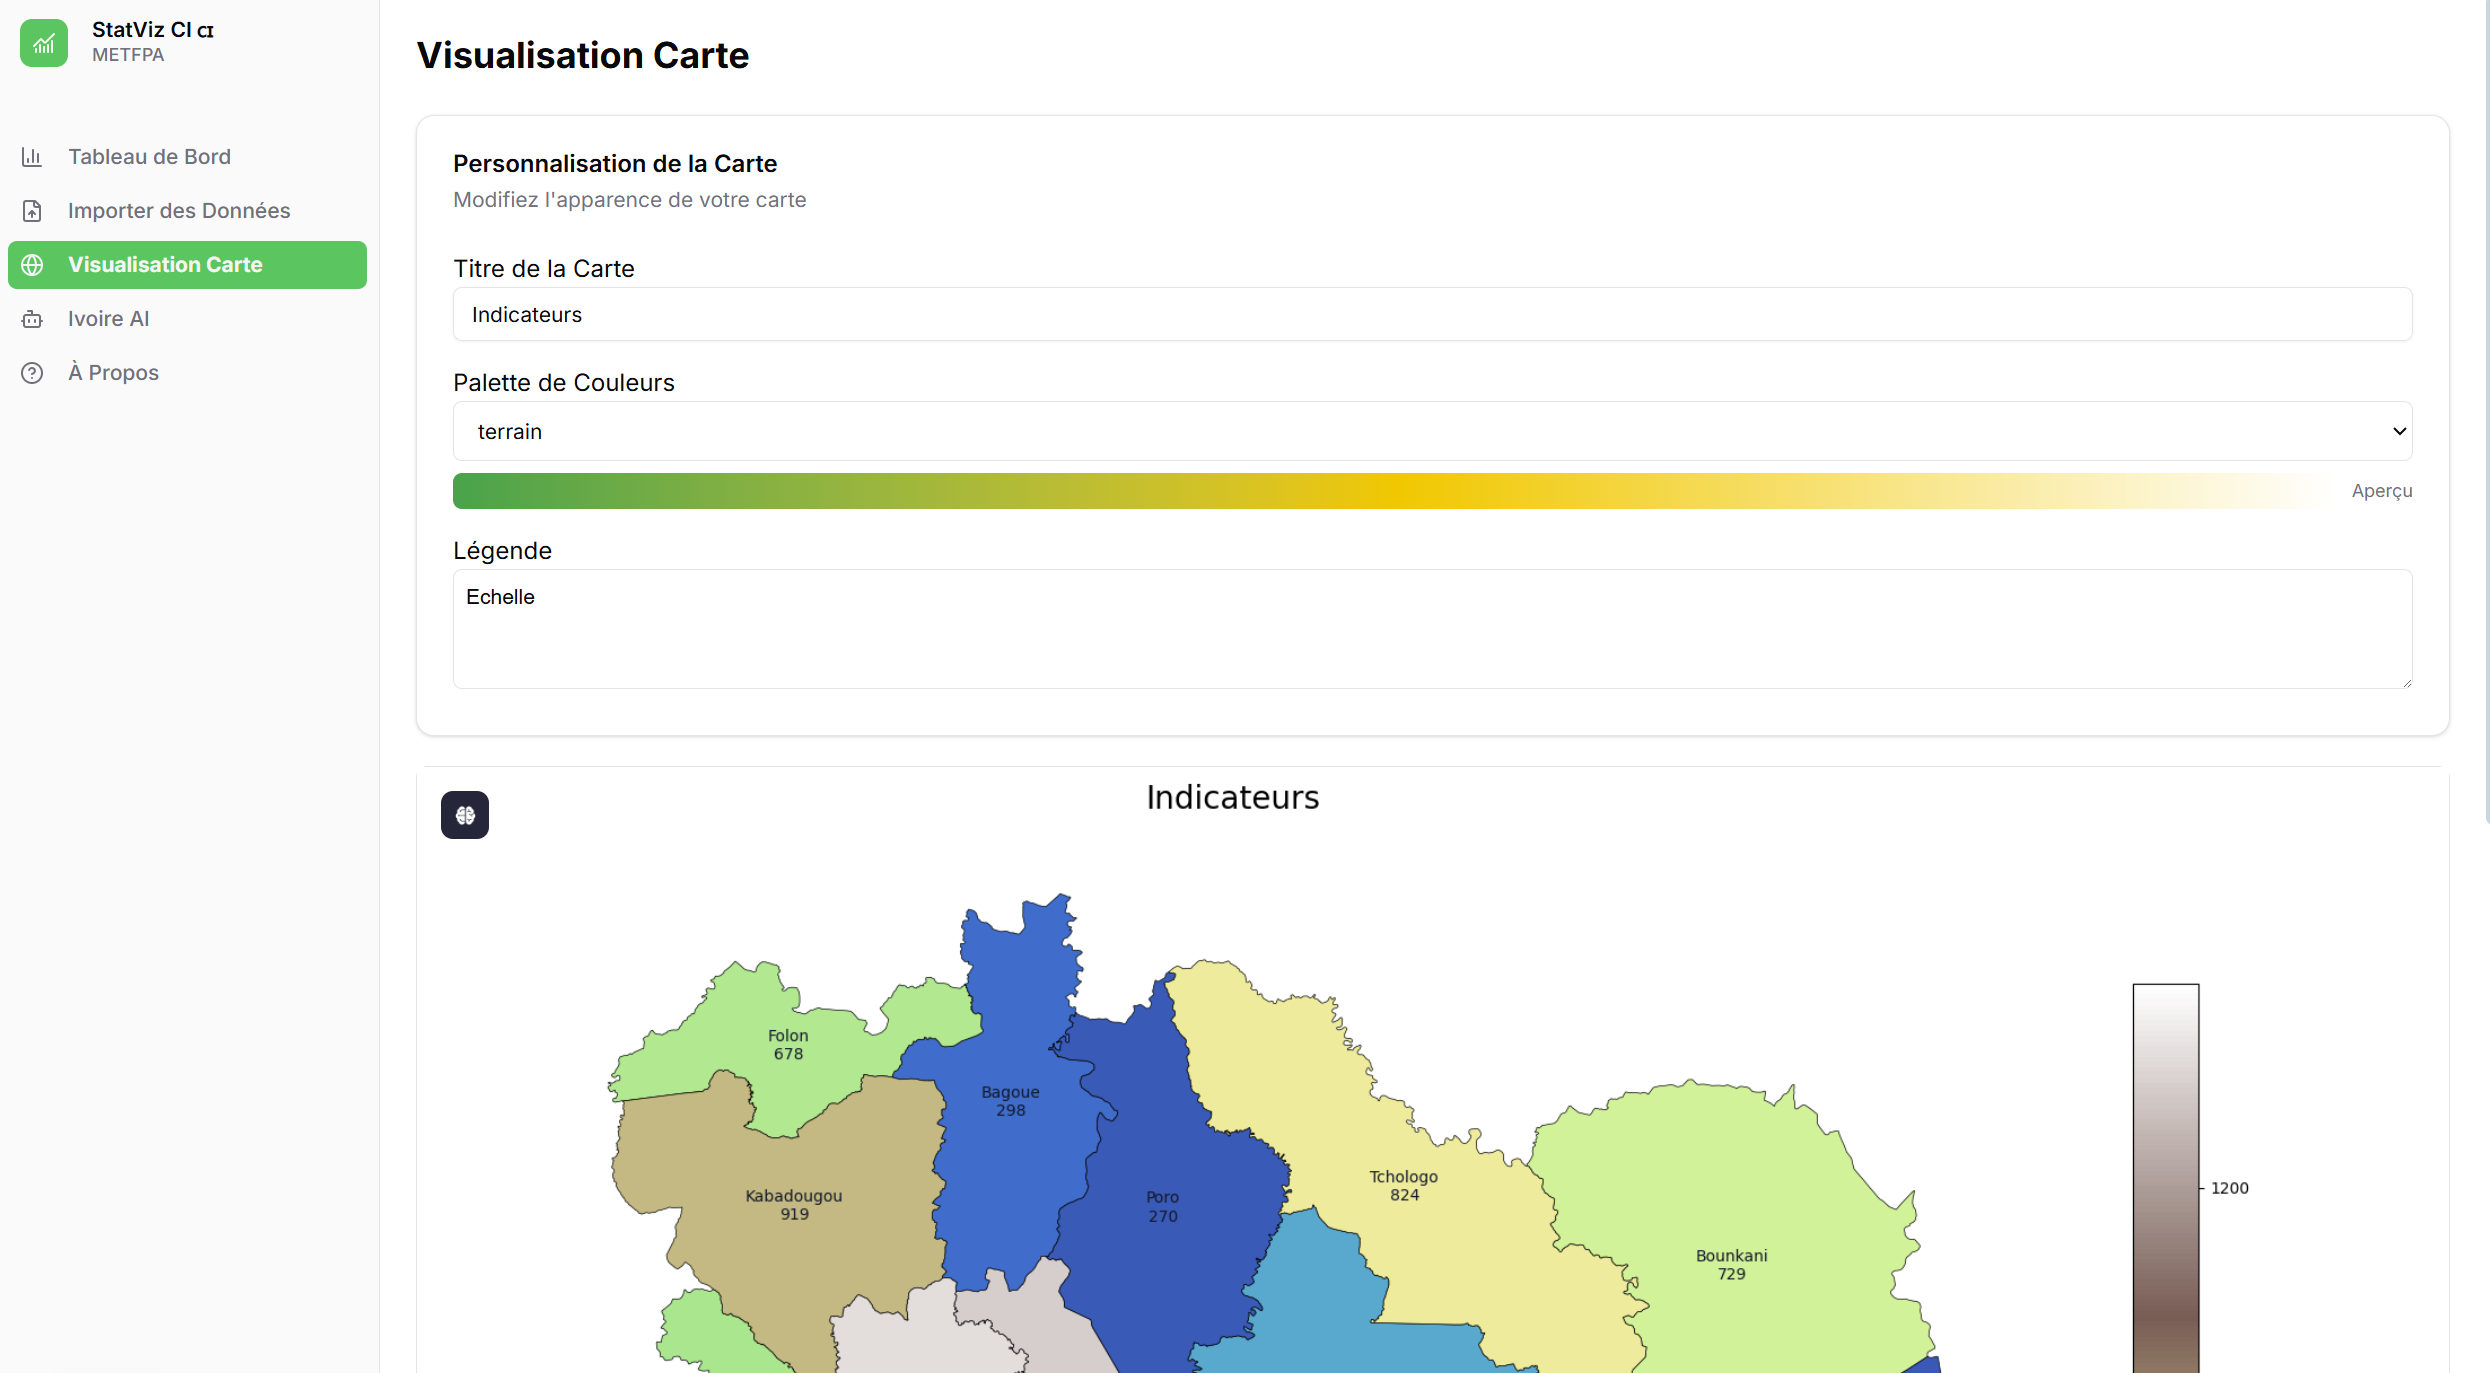 StatViz CI CI
METFPA
Tableau de Bord
Importer des Données
Visualisation Carte
Ivoire AI
À Propos
Visualisation Carte
Personnalisation de la Carte
Modifiez l'apparence de votre carte
Titre de la Carte
Indicateurs
Palette de Couleurs
terrain
Aperçu
Légende
Echelle
Indicateurs
Folon
678
Bagoue
298
Kabadougou
919
Poro
270
Tchologo
824
Bounkani
729
1200